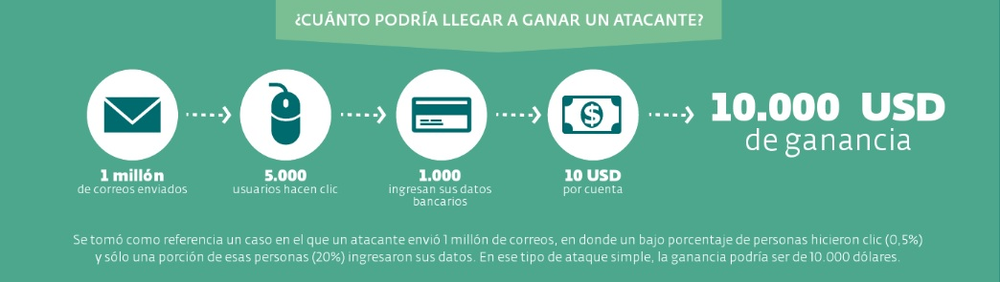 ¿CUÁNTO PODRÍA LLEGAR A GANAR UN ATACANTE?
1 millón
de correos enviados
5.000
usuarios hacen clic
1.000
ingresan sus datos
bancarios
10 USD
por cuenta
10.000 USD
de ganancia
Se tomó como referencia un caso en el que un atacante envió 1 millón de correos, en donde un bajo porcentaje de personas hicieron clic (0,5%)
y sólo una porción de esas personas (20%) ingresaron sus datos. En ese tipo de ataque simple, la ganancia podría ser de 10.000 dólares.